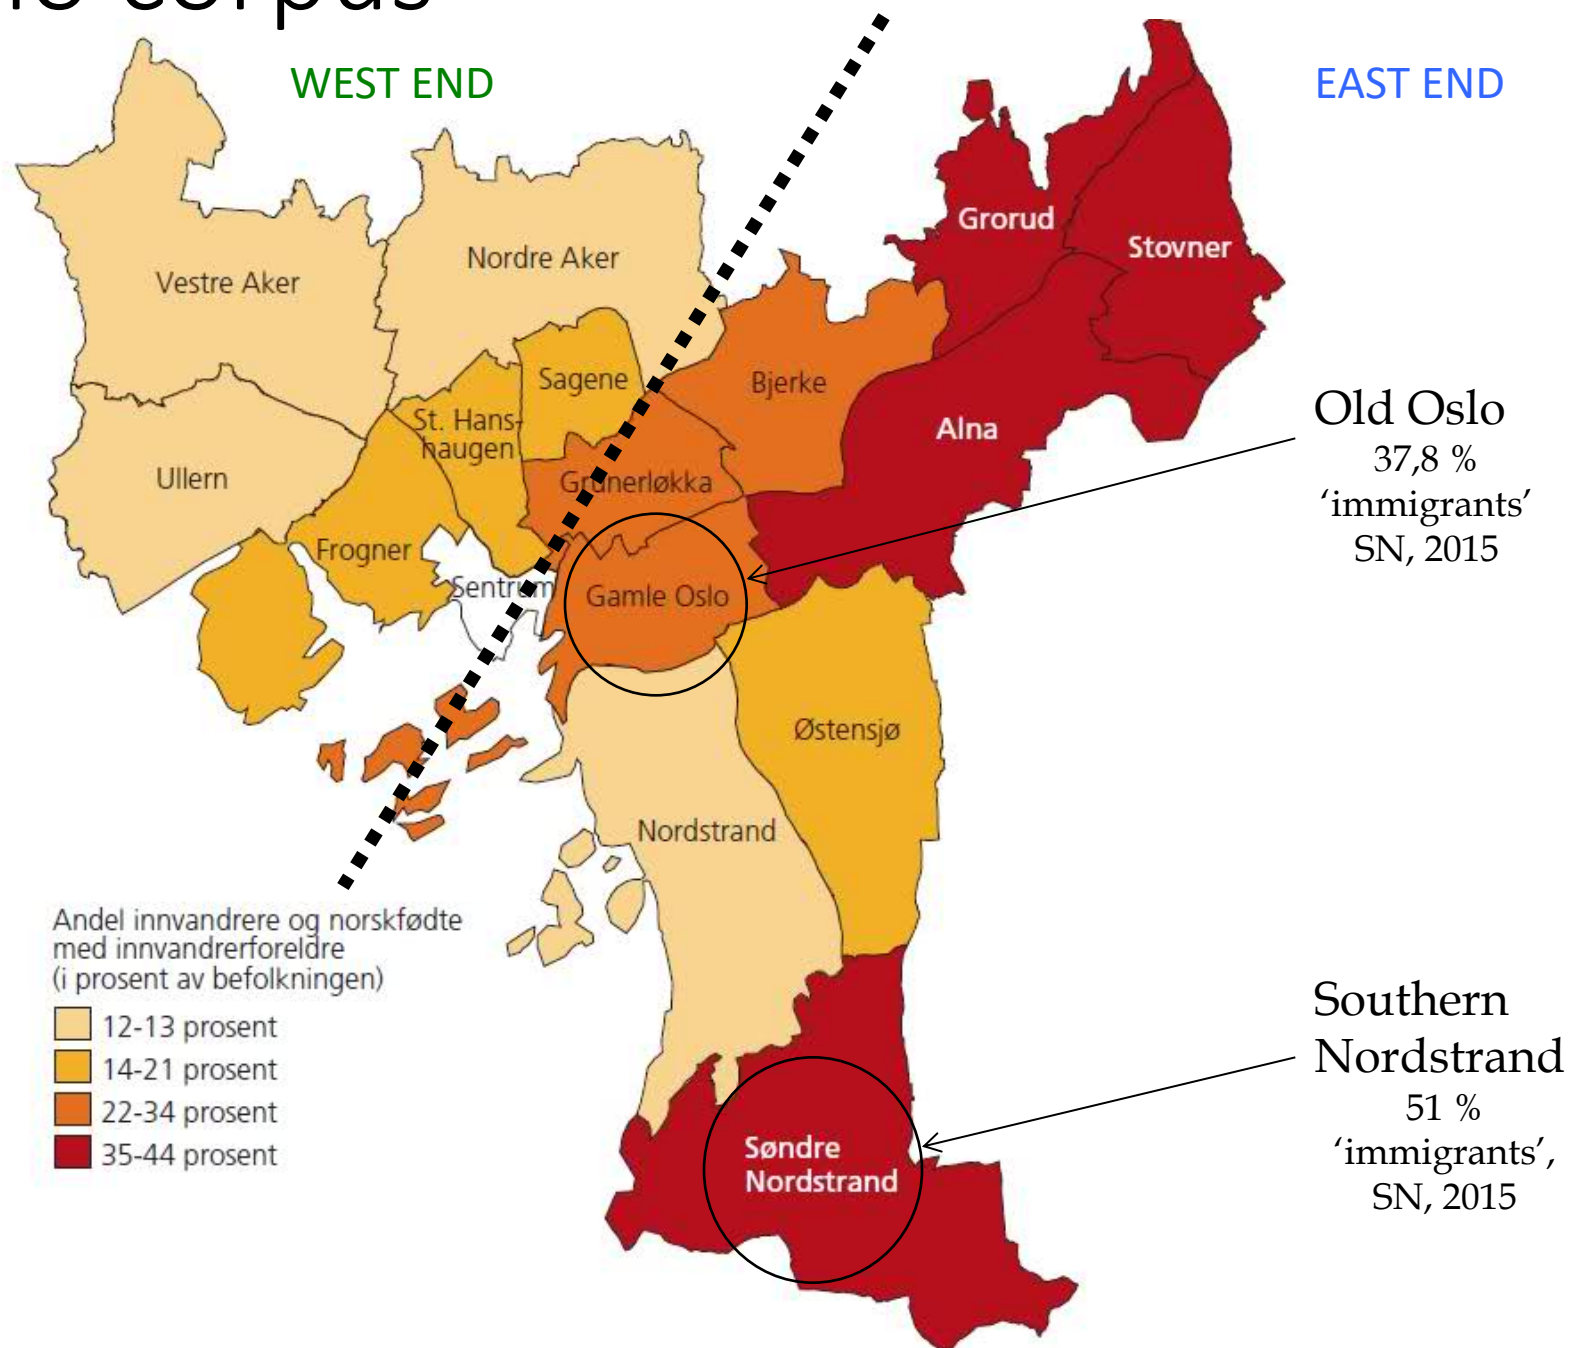 corpus
WEST END
EAST END
Grorud
Stovner
Nordre Aker
Vestre Aker
Sagene
Bjerke
St. Hans-
haugen
Alna
Ullern
Grünerløkka
Frogner
Sentrum
Gamle Oslo
Østensjø
Nordstrand
Søndre
Nordstrand
Old Oslo
37,8 %
‘immigrants’
SN, 2015
Southern
Nordstrand
51 %
‘immigrants’,
SN, 2015
Andel innvandrere og norskfødte
med innvandrerforeldre
(i prosent av befolkningen)
12-13 prosent
14-21 prosent
22-34 prosent
35-44 prosent